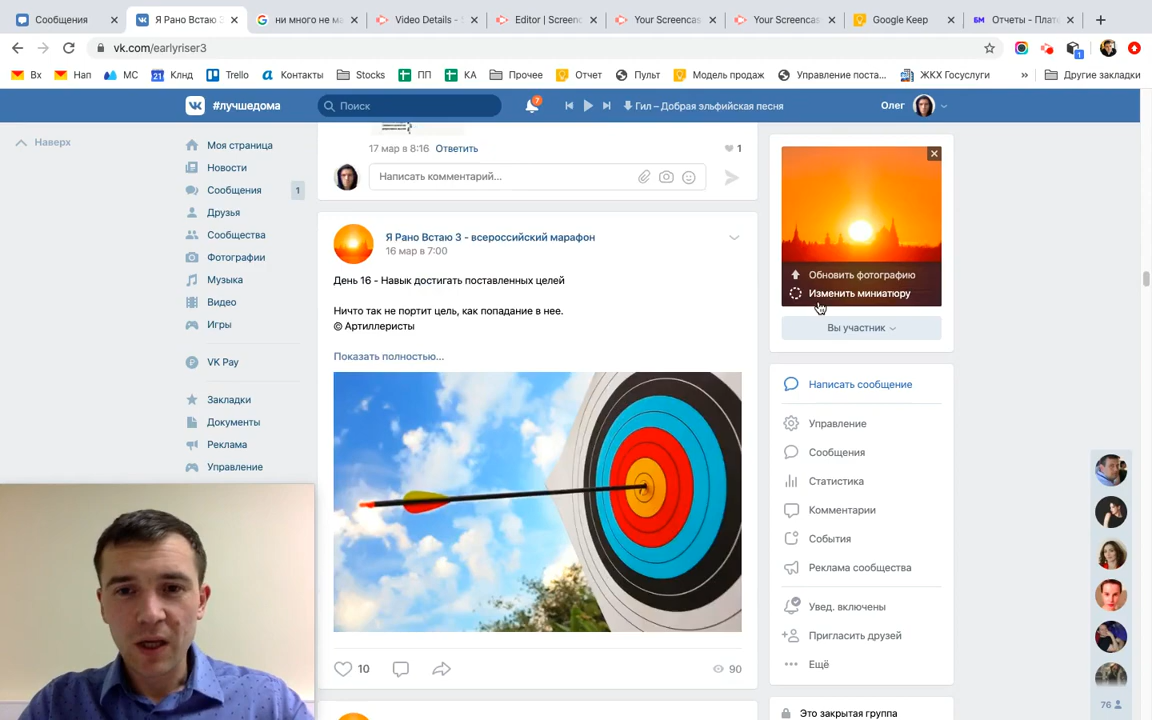 Сообщения
Я Рано Встаю 3
ни много не ма
Video Details -
Editor | Screenc
Your Screencas
Your Screencas
Google Keep
Отчеты - Плат
vk.com/earlyriser3
Вх
Нап
МС
Клнд
Trello
Контакты
Stocks
ПП
КА
Прочее
Отчет
Пульт
Модель продаж
Управление поста...
ЖКХ Госуслуги
»
Другие закладки
#лучшедома
Поиск
7
Гил – Добрая эльфийская песня
Олег
Наверх
Моя страница
Новости
Сообщения 1
Друзья
Сообщества
Фотографии
Музыка
Видео
Игры
VK Pay
Закладки
Документы
Реклама
Управление
17 мар в 8:16 Ответить
1
Написать комментарий...
Я Рано Встаю 3 - всероссийский марафон
16 мар в 7:00
День 16 - Навык достигать поставленных целей
Ничто так не портит цель, как попадание в нее.
© Артиллеристы
Показать полностью...
10
90
Обновить фотографию
Изменить миниатюру
Вы участник
Написать сообщение
Управление
Сообщения
Статистика
Комментарии
События
Реклама сообщества
Увед. включены
Пригласить друзей
Ещё
Это закрытая группа
76